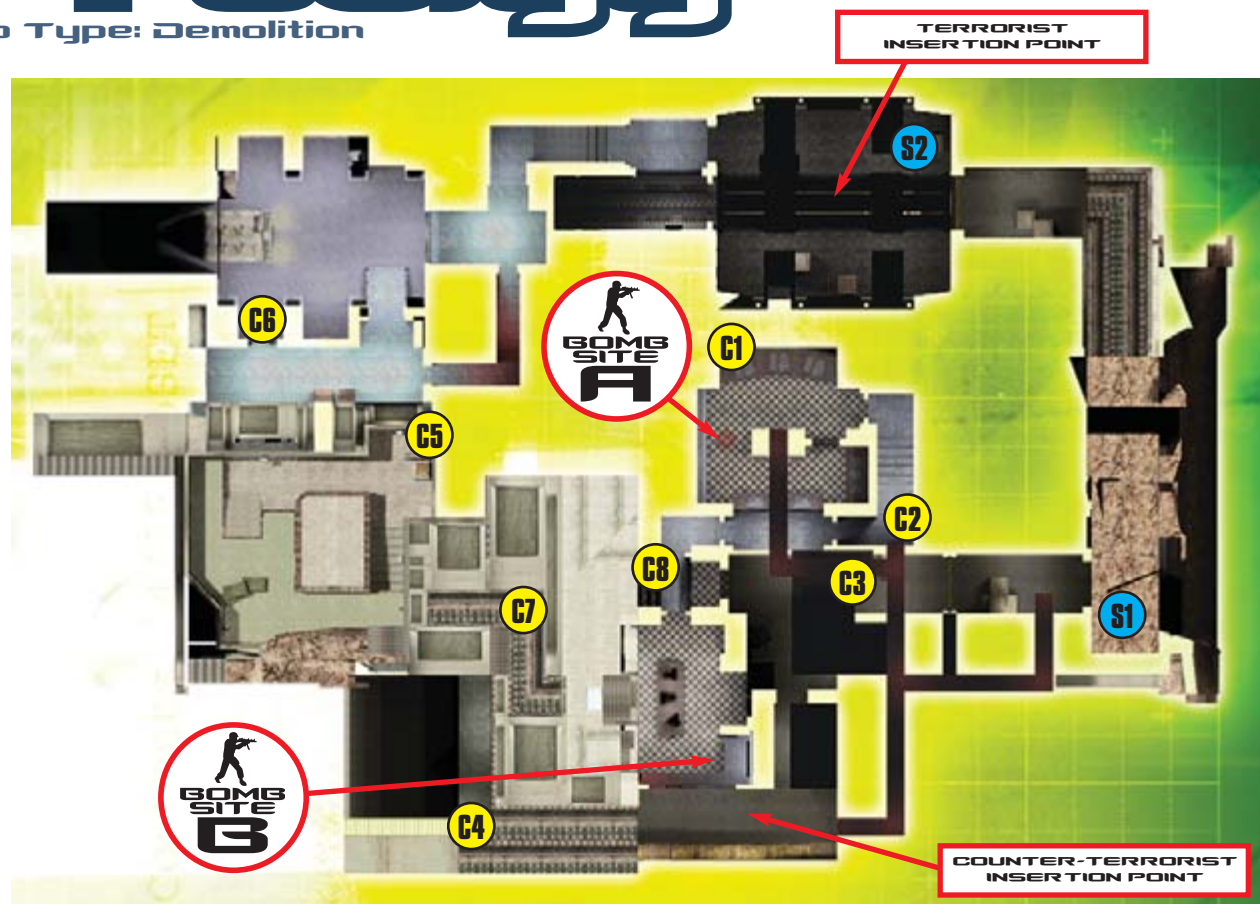 Type: Demolition
TERRORIST
INSERTION POINT
S2
C6
BOMB
SITE
A
C1
C5
C2
C8
C3
C7
S1
BOMB
SITE
B
C4
COUNTER-TERRORIST
INSERTION POINT